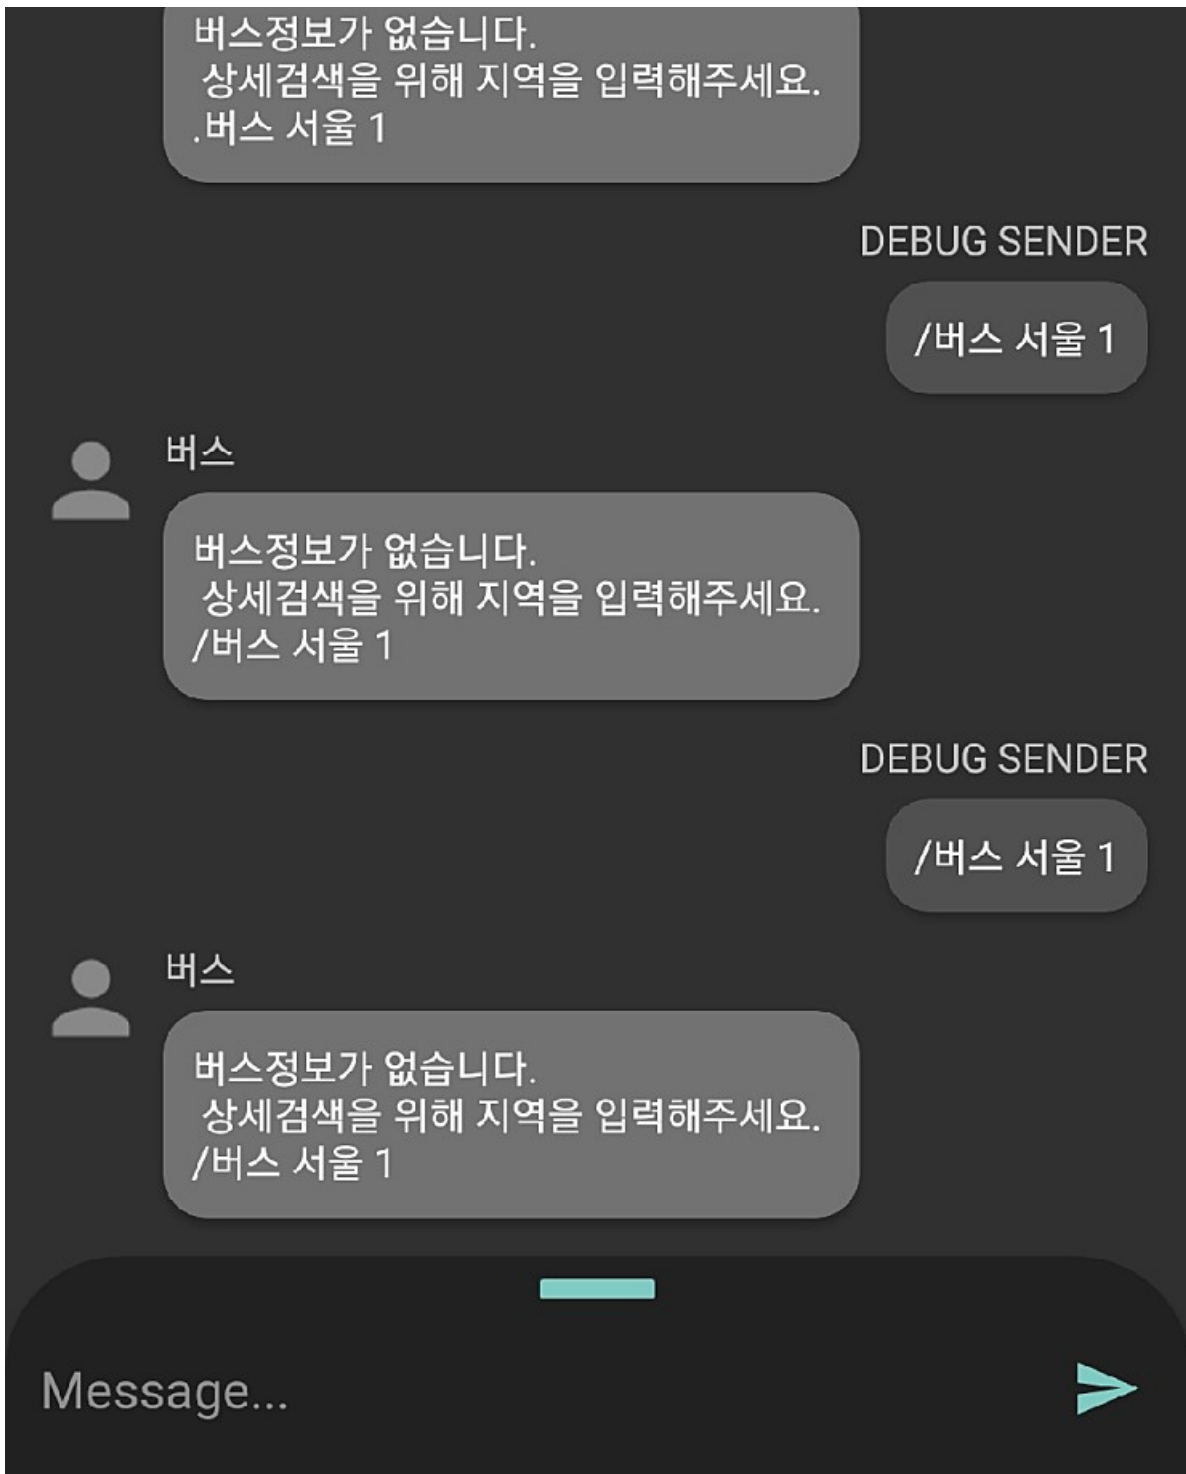 버스정보가 없습니다.
상세검색을 위해 지역을 입력해주세요.
.버스 서울 1
DEBUG SENDER
/버스 서울 1
버스
버스정보가 없습니다.
상세검색을 위해 지역을 입력해주세요.
/버스 서울 1
DEBUG SENDER
/버스 서울 1
버스
버스정보가 없습니다.
상세검색을 위해 지역을 입력해주세요.
/버스 서울 1
Message...